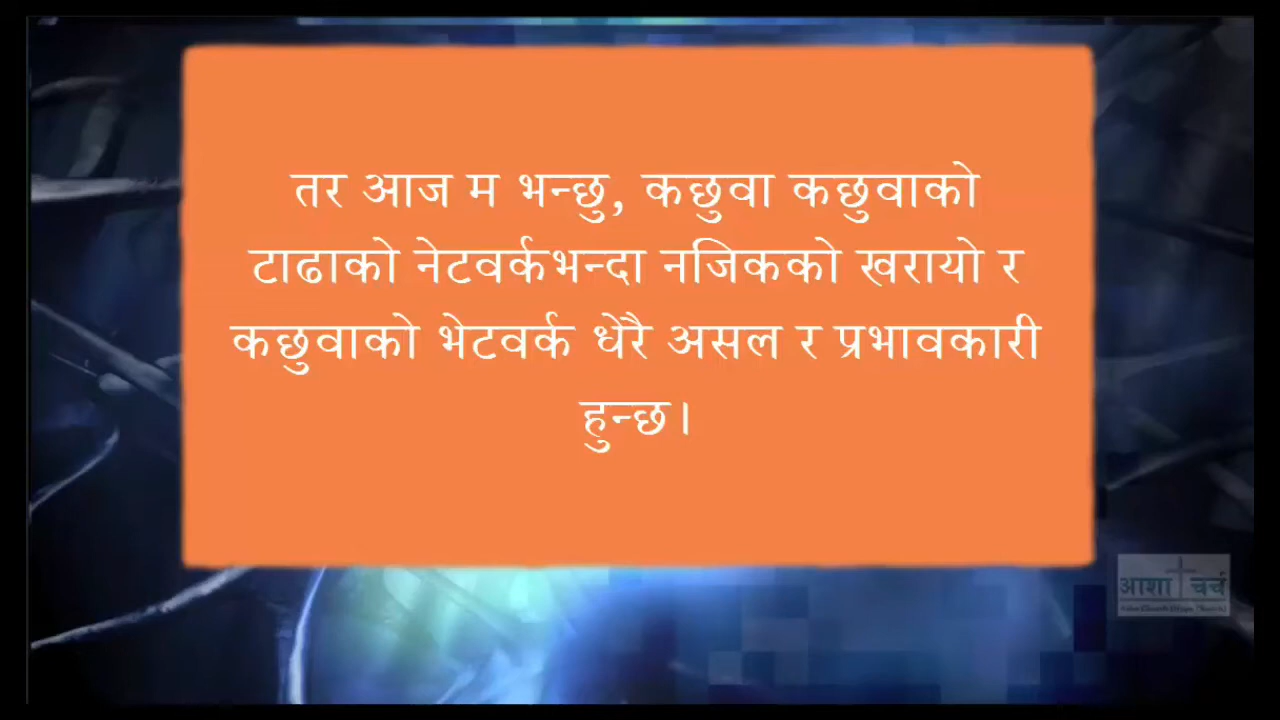 तर आज म भन्छु, कछुवा कछुवाको
टाढाको नेटवर्कभन्दा नजिकको खरायो र
कछुवाको भेटवर्क धेरै असल र प्रभावकारी
हुन्छ।
आशा चर्च